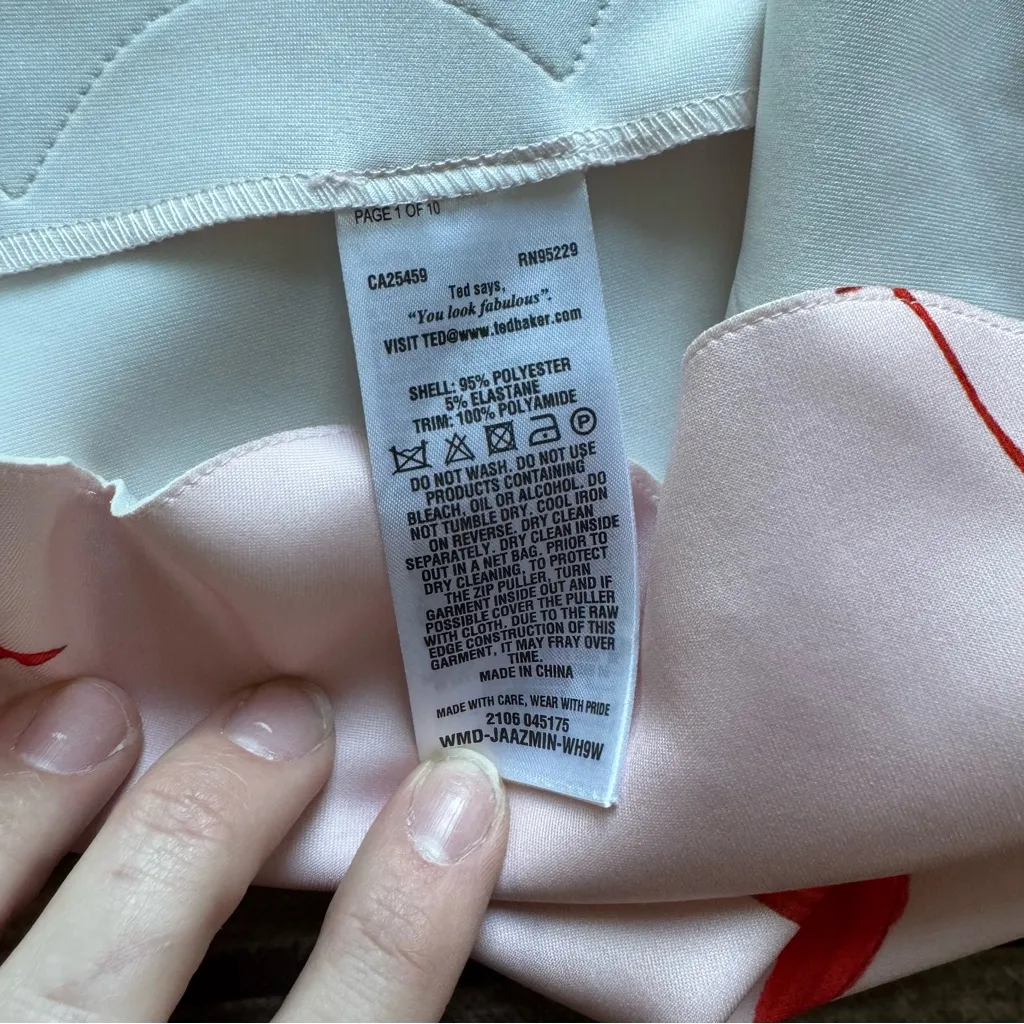 PAGE 1 OF 10
CA25459 RN95229
Ted says,
“You look fabulous”.
VISIT TED@www.tedbaker.com
SHELL: 95% POLYESTER
5% ELASTANE
TRIM: 100% POLYAMIDE
P
DO NOT WASH. DO NOT USE
PRODUCTS CONTAINING
BLEACH, OIL OR ALCOHOL. DO
NOT TUMBLE DRY. COOL IRON
ON REVERSE. DRY CLEAN
SEPARATELY. DRY CLEAN INSIDE
OUT IN A NET BAG. PRIOR TO
DRY CLEANING, TO PROTECT
THE ZIP PULLER, TURN
GARMENT INSIDE OUT AND IF
POSSIBLE COVER THE PULLER
WITH CLOTH. DUE TO THE RAW
EDGE CONSTRUCTION OF THIS
GARMENT, IT MAY FRAY OVER
TIME.
MADE IN CHINA
MADE WITH CARE, WEAR WITH PRIDE
2106 045175
WMD-JAAZMIN-WH9W